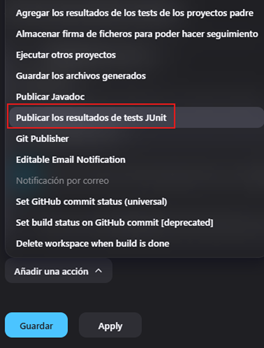 Agregar los resultados de los tests de los proyectos padre
Almacenar firma de ficheros para poder hacer seguimiento
Ejecutar otros proyectos
Guardar los archivos generados
Publicar Javadoc
Publicar los resultados de tests JUnit
Git Publisher
Editable Email Notification
Notificación por correo
Set GitHub commit status (universal)
Set build status on GitHub commit [deprecated]
Delete workspace when build is done
Añadir una acción
Guardar
Apply